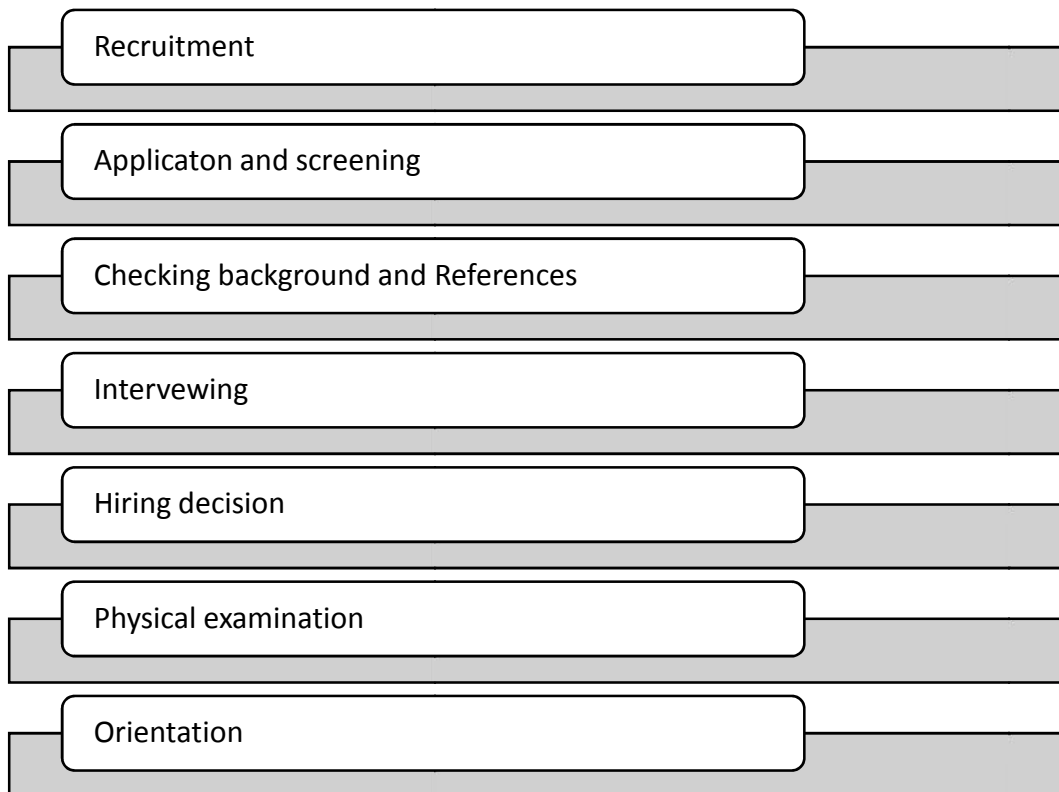 Recruitment
Applicaton and screening
Checking background and References
Intervewing
Hiring decision
Physical examination
Orientation